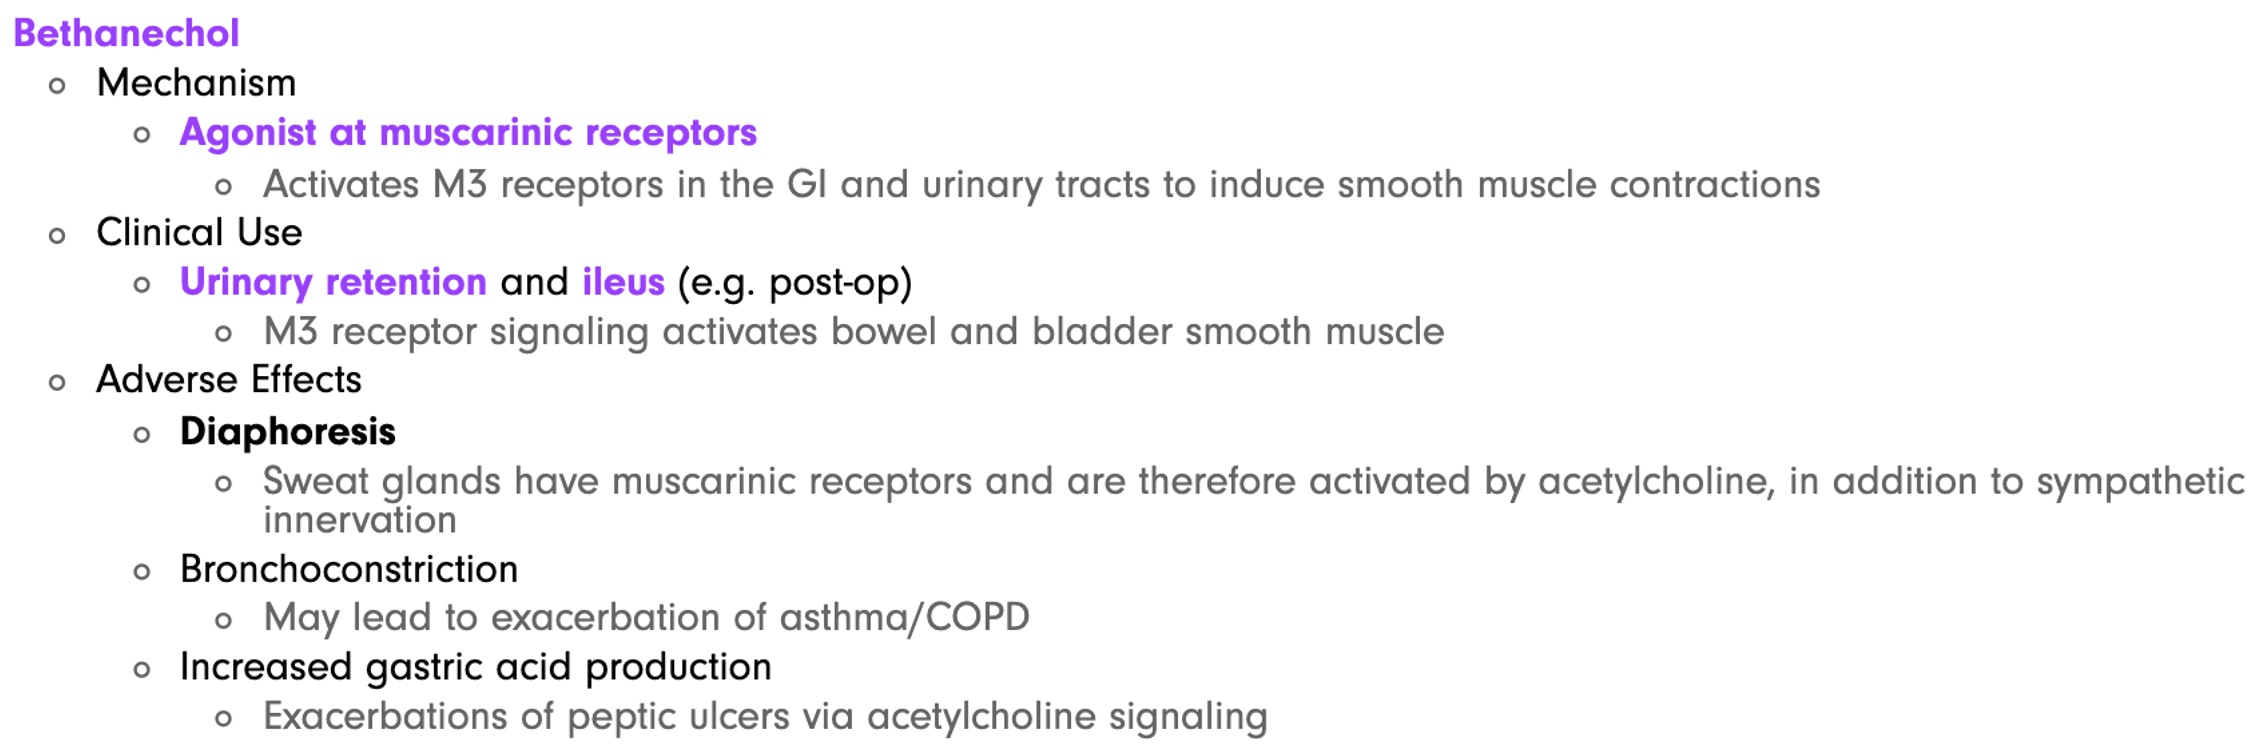 Bethanechol
Mechanism
Agonist at muscarinic receptors
Activates M3 receptors in the GI and urinary tracts to induce smooth muscle contractions
Clinical Use
Urinary retention and ileus (e.g. post-op)
M3 receptor signaling activates bowel and bladder smooth muscle
Adverse Effects
Diaphoresis
Sweat glands have muscarinic receptors and are therefore activated by acetylcholine, in addition to sympathetic
innervation
Bronchoconstriction
May lead to exacerbation of asthma/COPD
Increased gastric acid production
Exacerbations of peptic ulcers via acetylcholine signaling